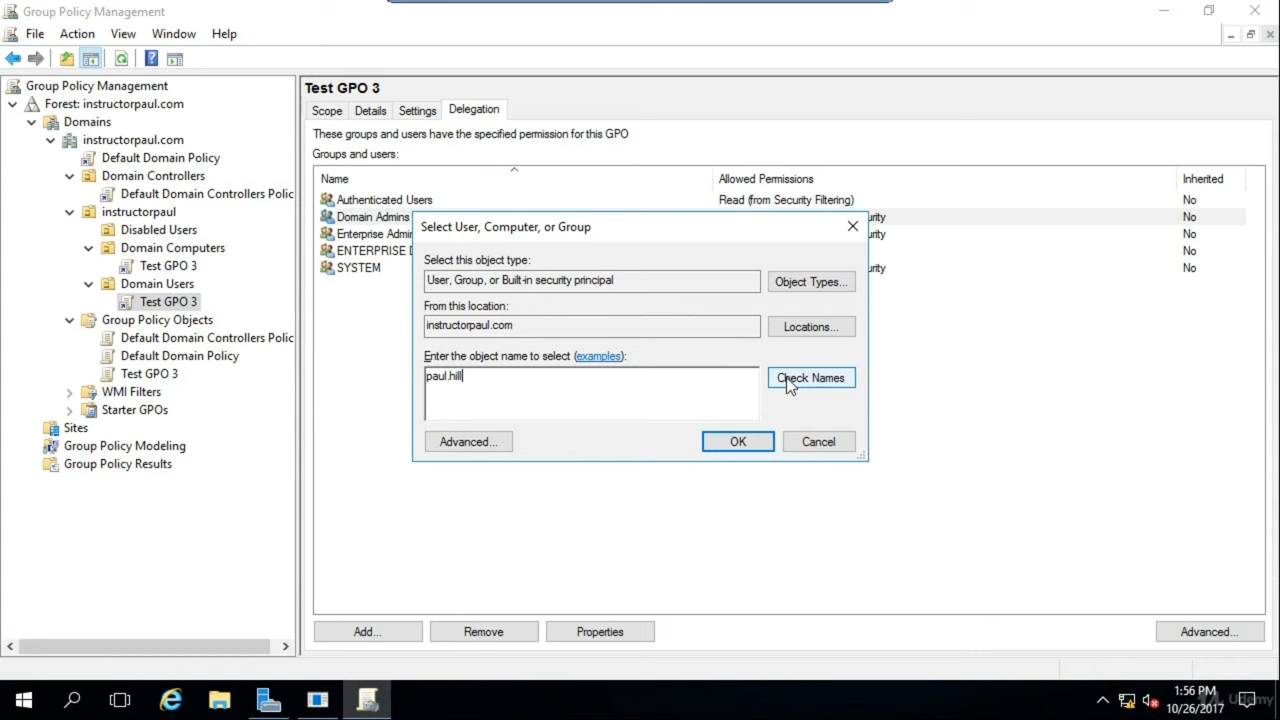 Group Policy Management
File Action View Window Help
Group Policy Management
Forest: instructorpaul.com
Domains
instructorpaul.com
Default Domain Policy
Domain Controllers
Default Domain Controllers Polic
instructorpaul
Disabled Users
Domain Computers
Test GPO 3
Domain Users
Test GPO 3
Group Policy Objects
Default Domain Controllers Polic
Default Domain Policy
Test GPO 3
WMI Filters
Starter GPOs
Sites
Group Policy Modeling
Group Policy Results
Test GPO 3
Scope Details Settings Delegation
These groups and users have the specified permission for this GPO
Groups and users:
Name Allowed Permissions Inherited
Authenticated Users Read (from Security Filtering) No
Domain Admins urity No
Enterprise Admir urity No
ENTERPRISE D urity No
SYSTEM urity No
Select User, Computer, or Group
Select this object type:
User, Group, or Built-in security principal Object Types...
From this location:
instructorpaul.com Locations...
Enter the object name to select (examples):
paul.hill Check Names
Advanced... OK Cancel
Add... Remove Properties Advanced...
1:56 PM
10/26/2017
Udemy